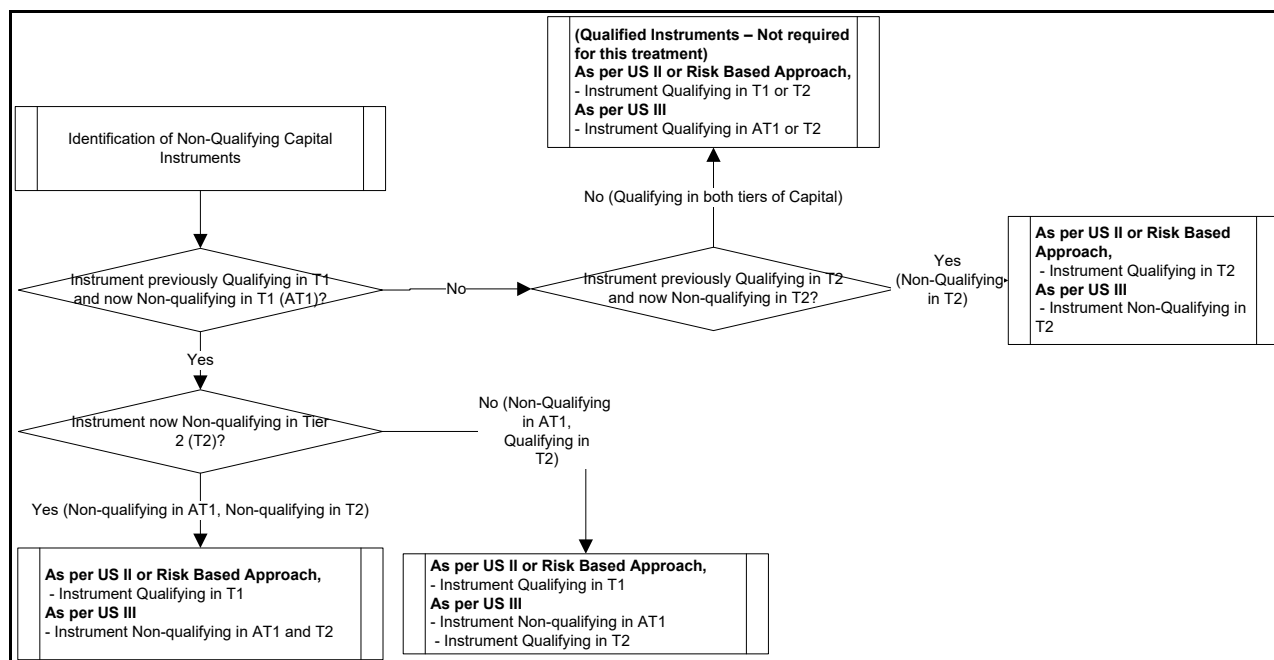 (Qualified Instruments – Not required
for this treatment)
As per US II or Risk Based Approach,
- Instrument Qualifying in T1 or T2
As per US III
- Instrument Qualifying in AT1 or T2
Identification of Non-Qualifying Capital
Instruments
No (Qualifying in both tiers of Capital)
Instrument previously Qualifying in T1
and now Non-qualifying in T1 (AT1)?
No
Instrument previously Qualifying in T2
and now Non-qualifying in T2?
Yes
(Non-Qualifying
in T2)
As per US II or Risk Based
Approach,
- Instrument Qualifying in T2
As per US III
- Instrument Non-Qualifying in
T2
Yes
Instrument now Non-qualifying in Tier
2 (T2)?
No (Non-Qualifying
in AT1,
Qualifying in
T2)
Yes (Non-qualifying in AT1, Non-qualifying in T2)
As per US II or Risk Based Approach,
- Instrument Qualifying in T1
As per US III
- Instrument Non-qualifying in AT1 and T2
As per US II or Risk Based Approach,
- Instrument Qualifying in T1
As per US III
- Instrument Non-qualifying in AT1
- Instrument Qualifying in T2